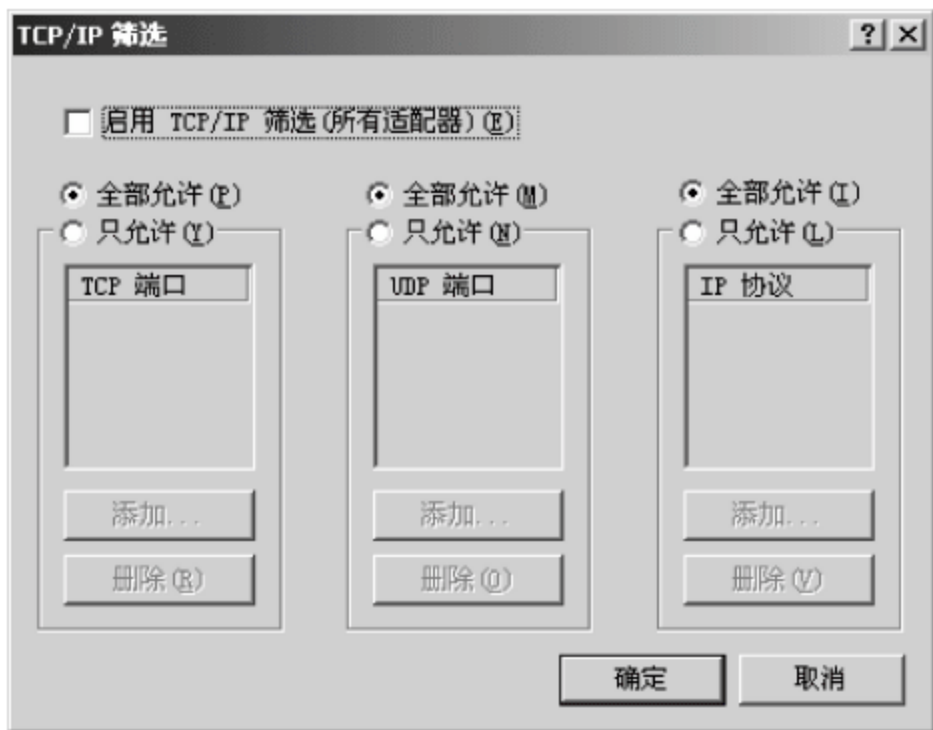 TCP/IP 筛选
启用 TCP/IP 筛选(所有适配器)(E)
全部允许(P) 全部允许(M) 全部允许(I)
只允许(Y) 只允许(N) 只允许(L)
TCP 端口 UDP 端口 IP 协议
添加... 添加... 添加...
删除(R) 删除(O) 删除(V)
确定 取消